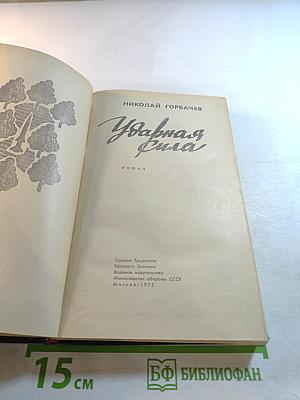 НИКОЛАЙ ГОРБАЧЕВ
Ударная
сила
РОМАН
Ордена Трудового
Красного Знамени
Военное издательство
Министерства обороны СССР
Москва-1972
15 см
БФ БИБЛИОФАН